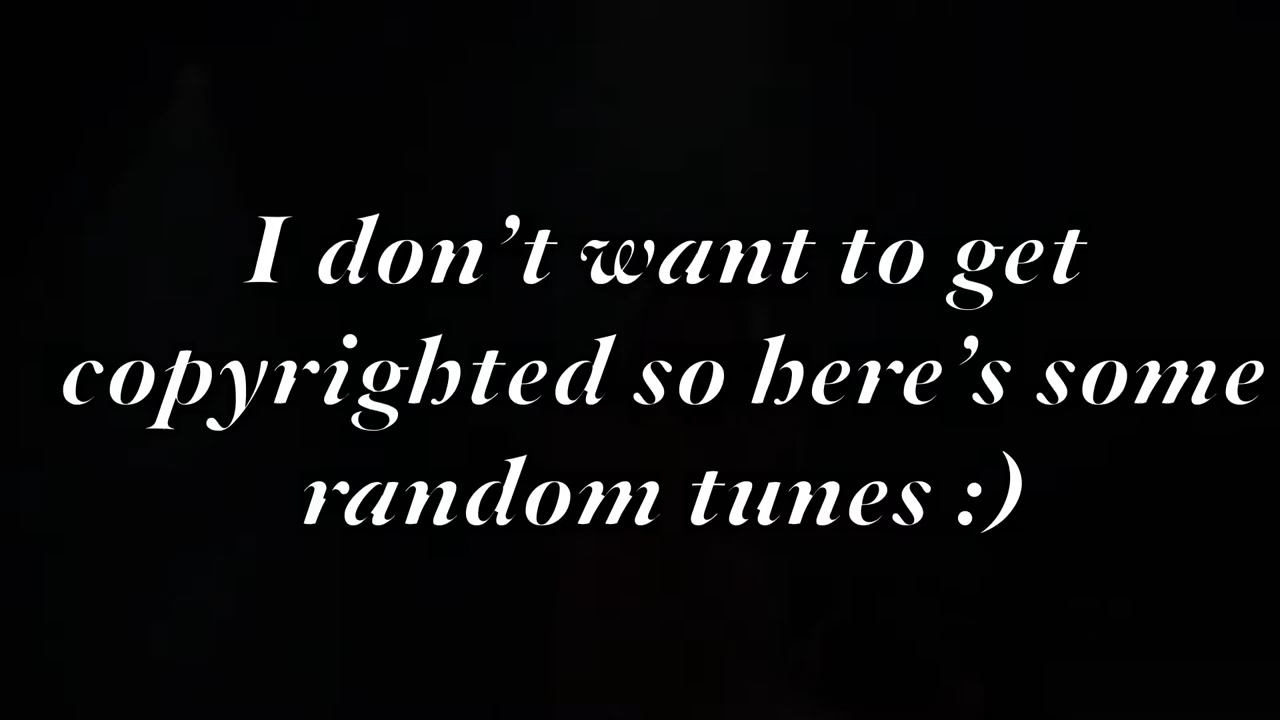 I don’t want to get
copyrighted so here’s some
random tunes :)